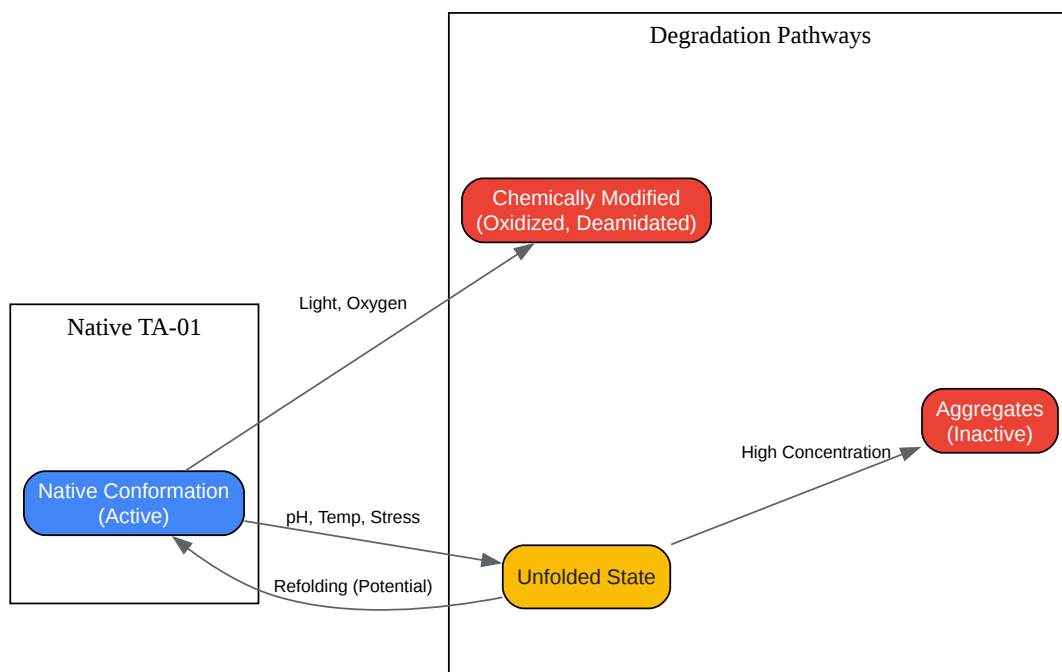 Degradation Pathways
Chemically Modified
(Oxidized, Deamidated)
Light, Oxygen
Native TA-01
Aggregates
(Inactive)
High Concentration
Native Conformation
(Active)
pH, Temp, Stress
Unfolded State
Refolding (Potential)